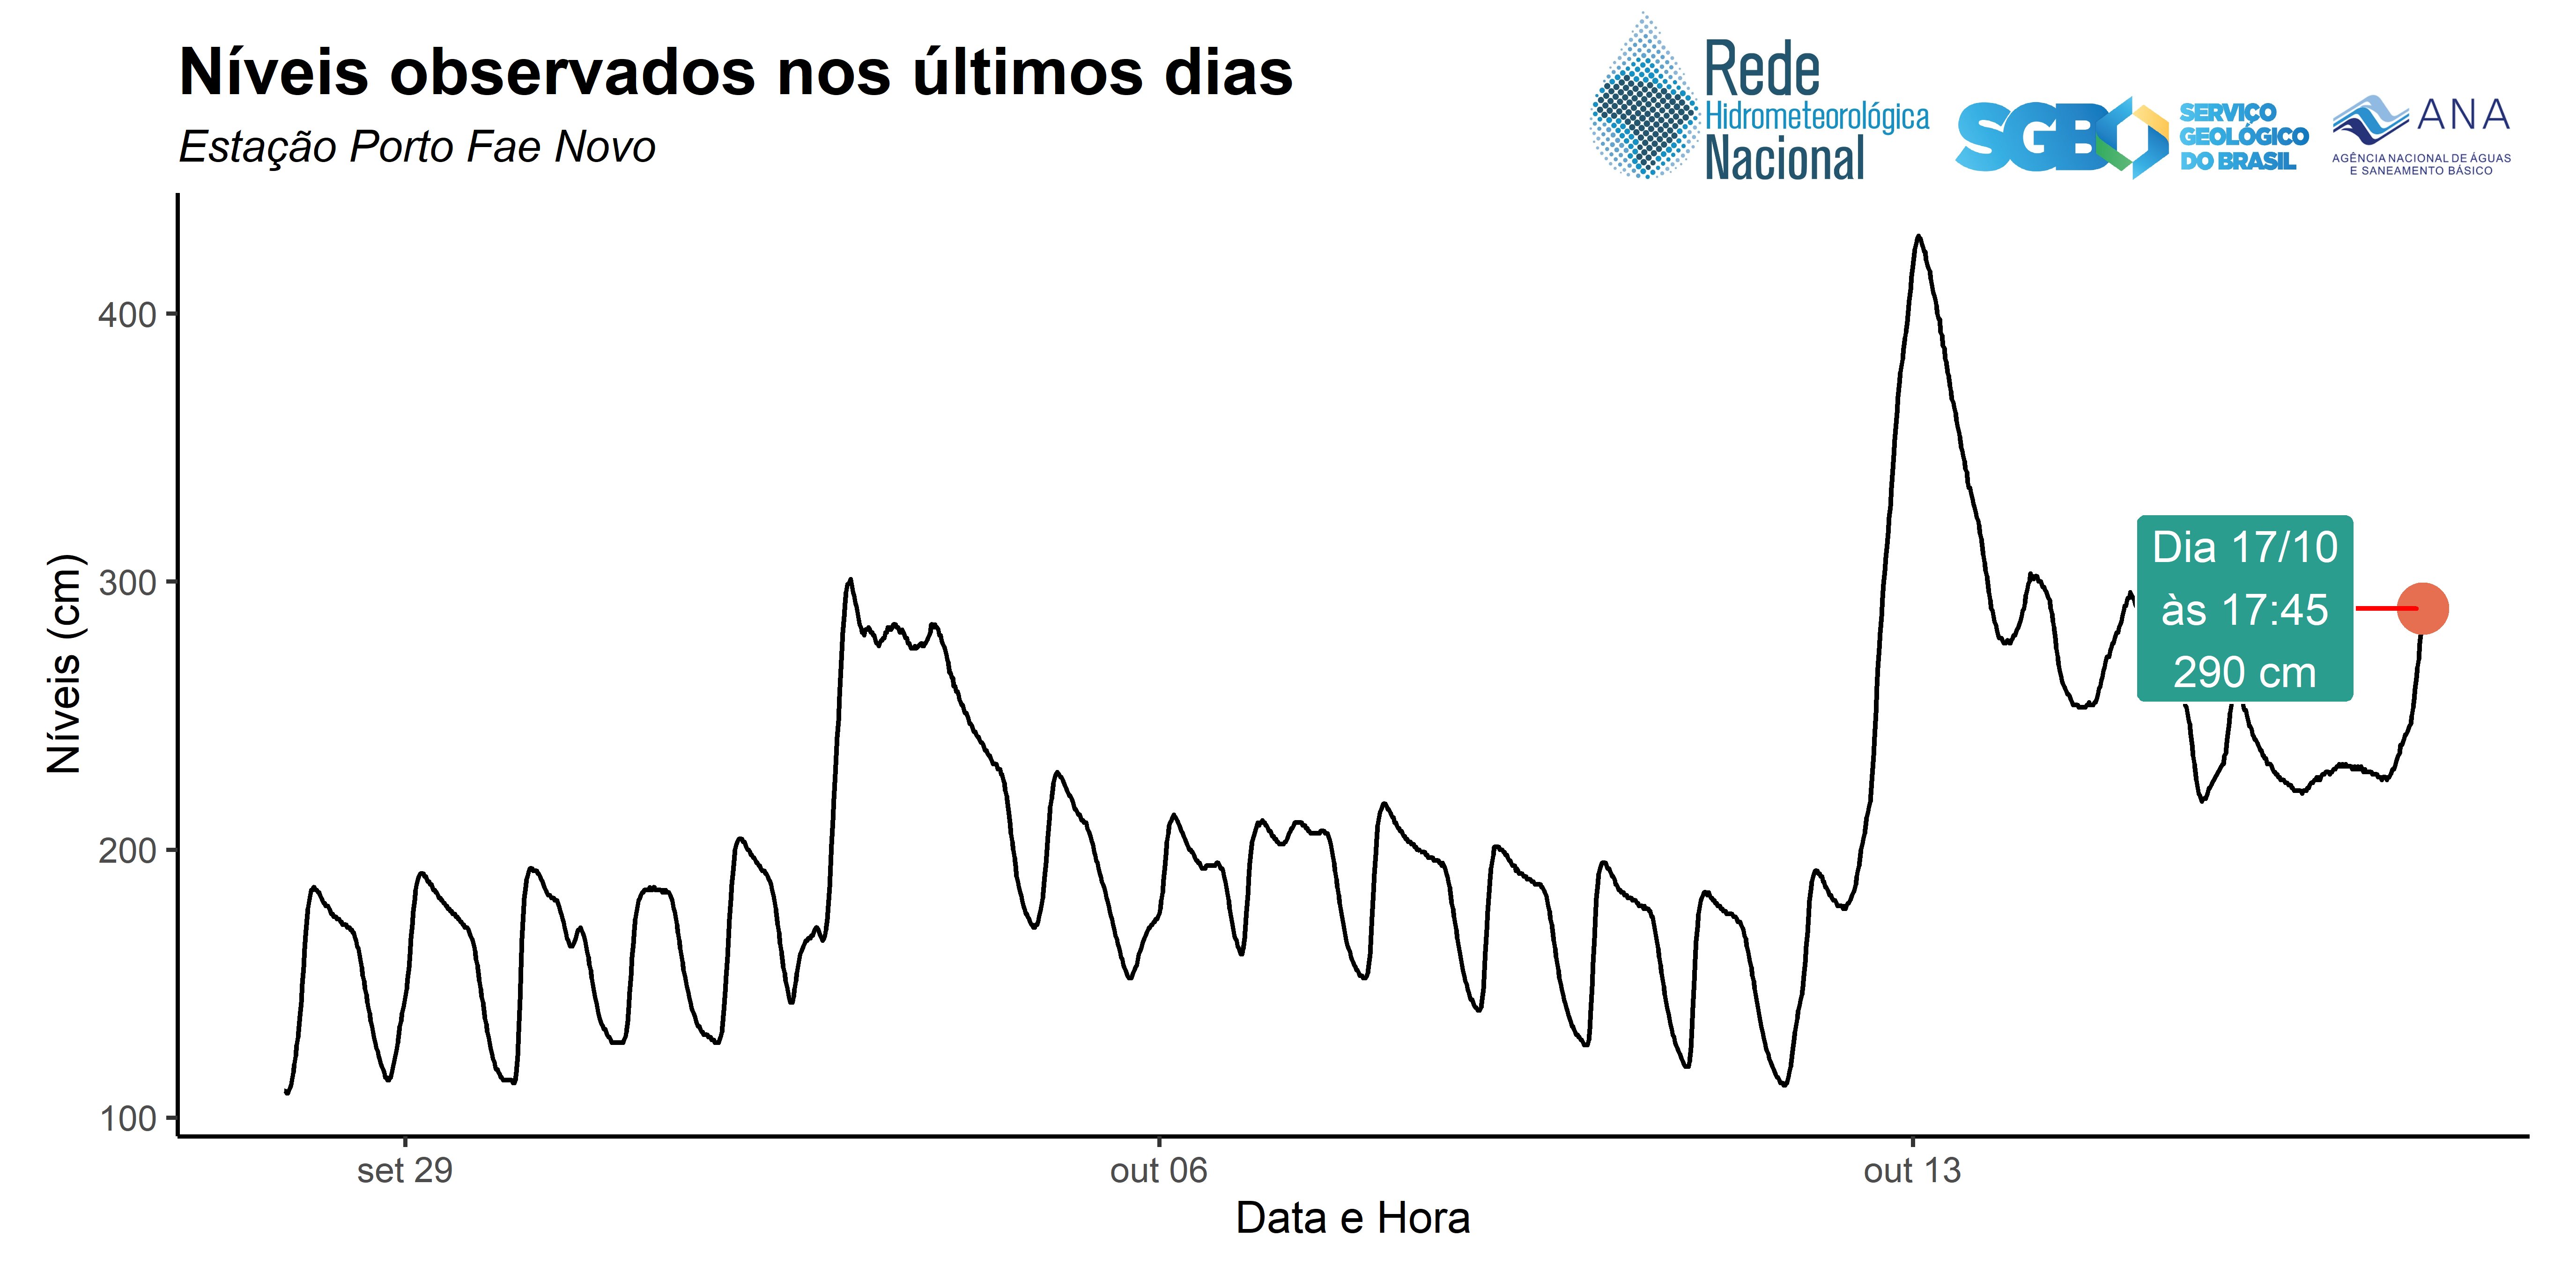 Níveis observados nos últimos dias
Estação Porto Fae Novo
Rede
Hidrometeorológica
Nacional
SGB
SERVIÇO
GEOLÓGICO
DO BRASIL
ANA
AGÊNCIA NACIONAL DE ÁGUAS
E SANEAMENTO BÁSICO
Níveis (cm)
400
300
200
100
Dia 17/10
às 17:45
290 cm
set 29
out 06
out 13
Data e Hora